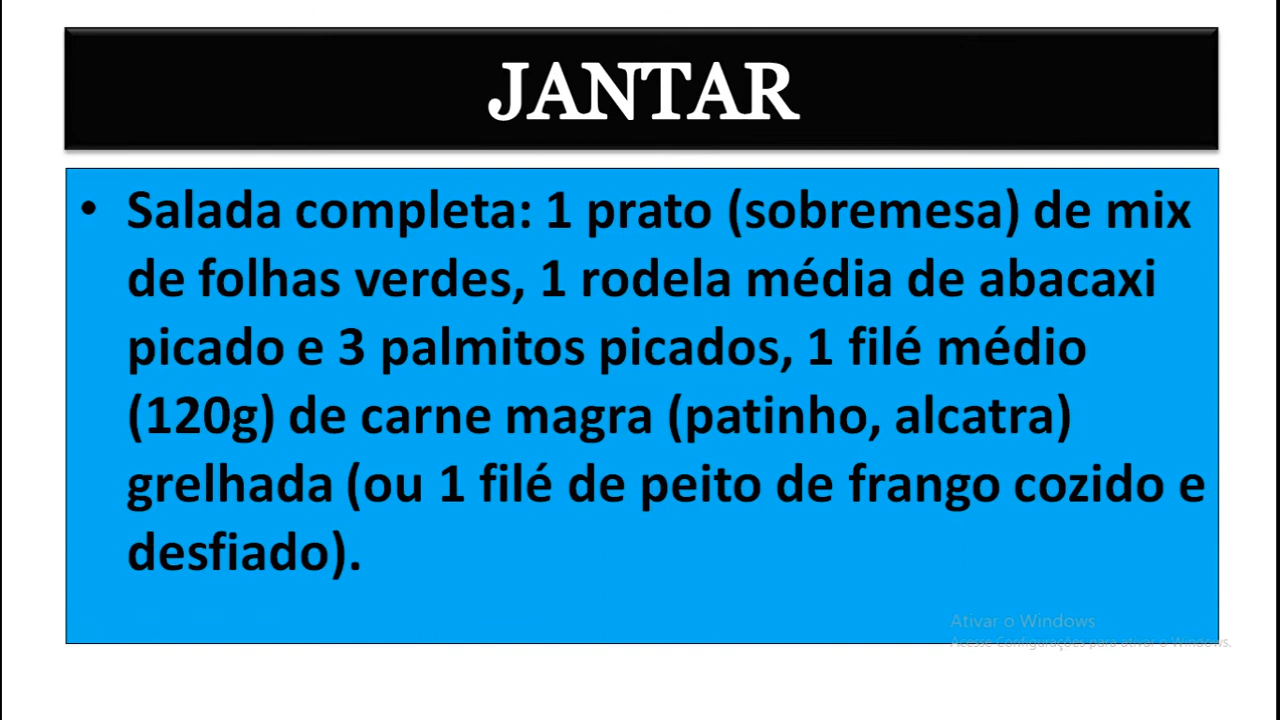 JANTAR
• Salada completa: 1 prato (sobremesa) de mix
de folhas verdes, 1 rodela média de abacaxi
picado e 3 palmitos picados, 1 filé médio
(120g) de carne magra (patinho, alcatra)
grelhada (ou 1 filé de peito de frango cozido e
desfiado).
Ativar o Windows
Acesse Configurações para ativar o Windows.